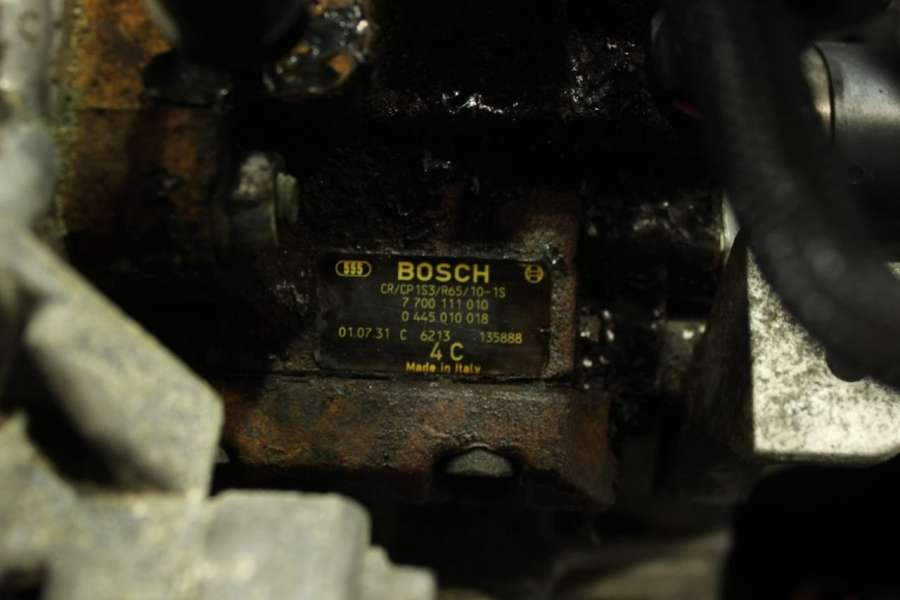 555 BOSCH
CR/CP1S3/R65/10-1S
7 700 111 010
0 445 010 018
01.07.31 C 6213 135888
4 C
Made in Italy